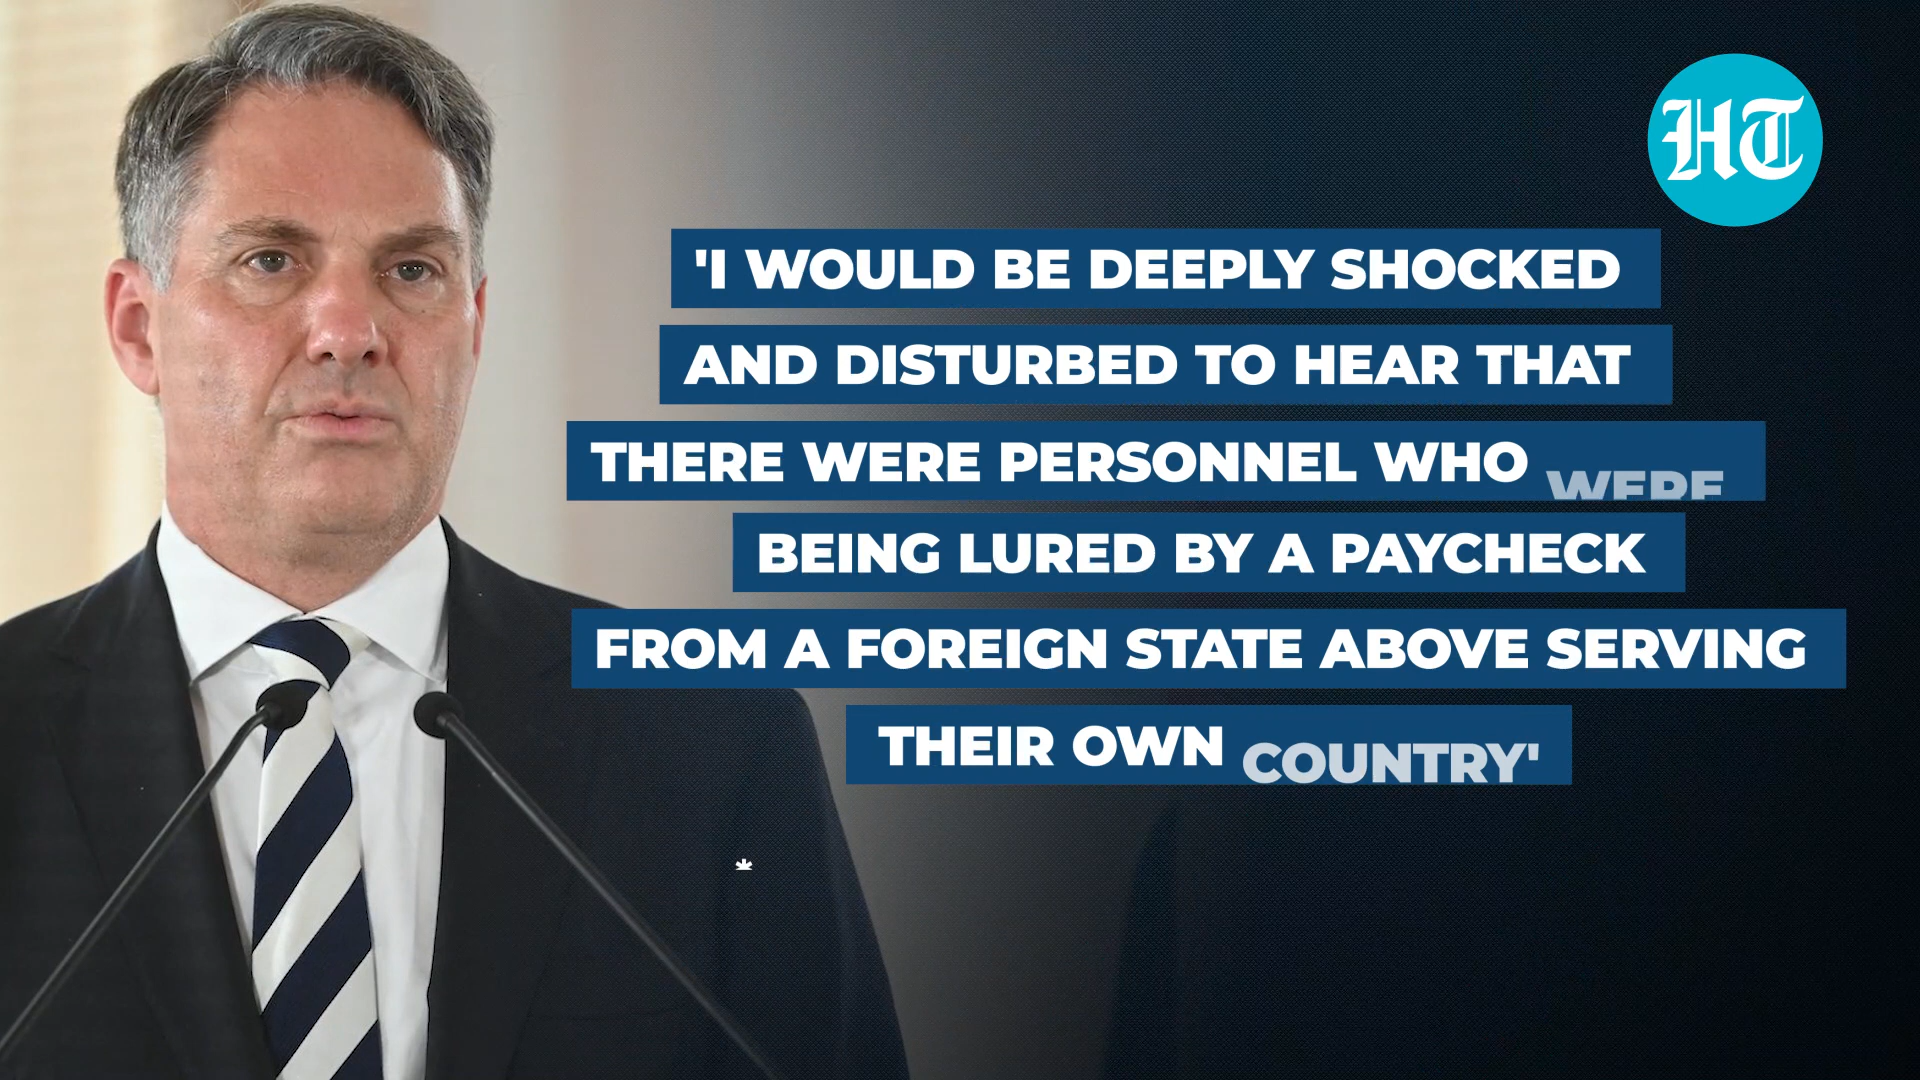 HT
'I WOULD BE DEEPLY SHOCKED
AND DISTURBED TO HEAR THAT
THERE WERE PERSONNEL WHO WERE
BEING LURED BY A PAYCHECK
FROM A FOREIGN STATE ABOVE SERVING
THEIR OWN COUNTRY'